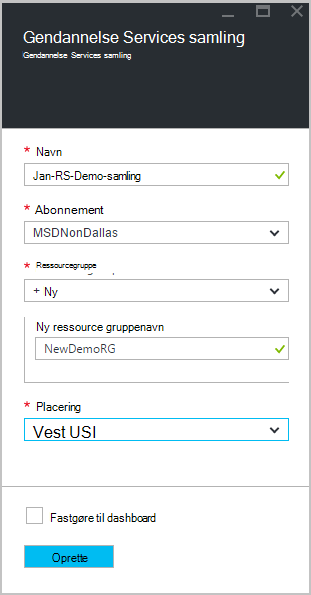 Gendannelse Services samling
Gendannelse Services samling
* Navn
Jan-RS-Demo-samling
* Abonnement
MSDNonDallas
* Ressourcegruppe
+ Ny
Ny ressource gruppenavn
NewDemoRG
* Placering
Vest USI
Fastgøre til dashboard
Oprette